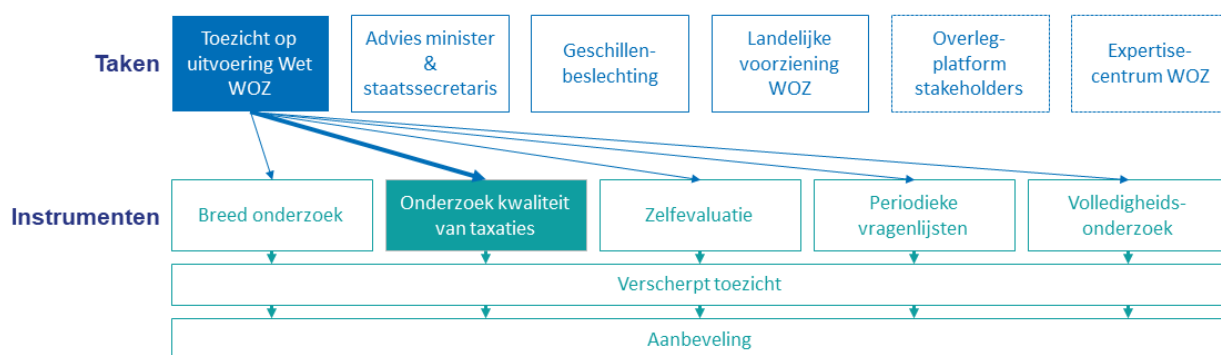 Taken
Toezicht op
uitvoering Wet
WOZ
Advies minister
&
staatssecretaris
Geschillen-
beslechting
Landelijke
voorziening
WOZ
Overleg-
platform
stakeholders
Expertise-
centrum WOZ
Instrumenten
Breed onderzoek
Onderzoek kwaliteit
van taxaties
Zelfevaluatie
Periodieke
vragenlijsten
Volledigheids-
onderzoek
Verscherpt toezicht
Aanbeveling